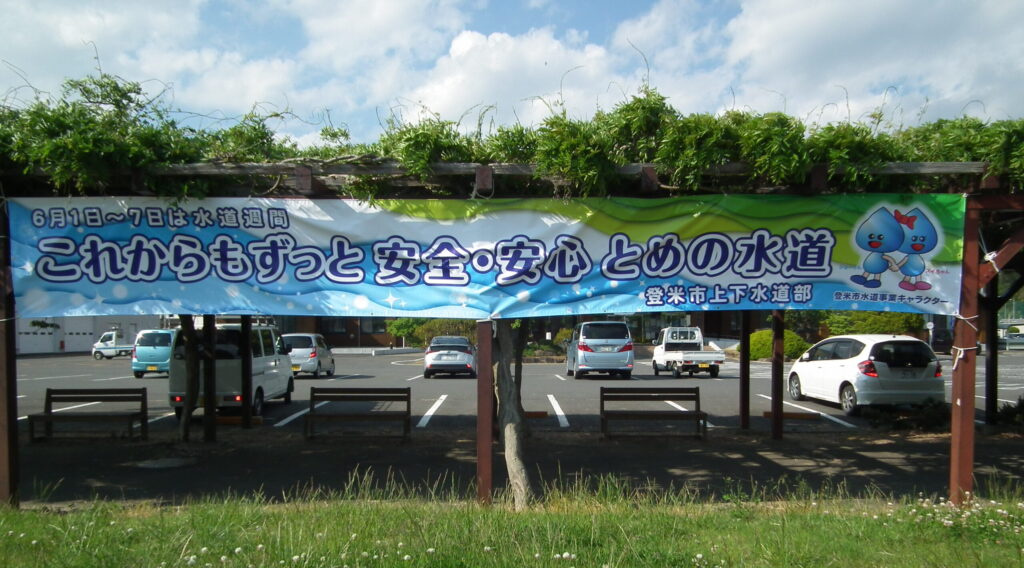 6月1日～7日は水道週間
これからもずっと 安全・安心 とめの水道
登米市上下水道部
登米市水道事業キャラクター